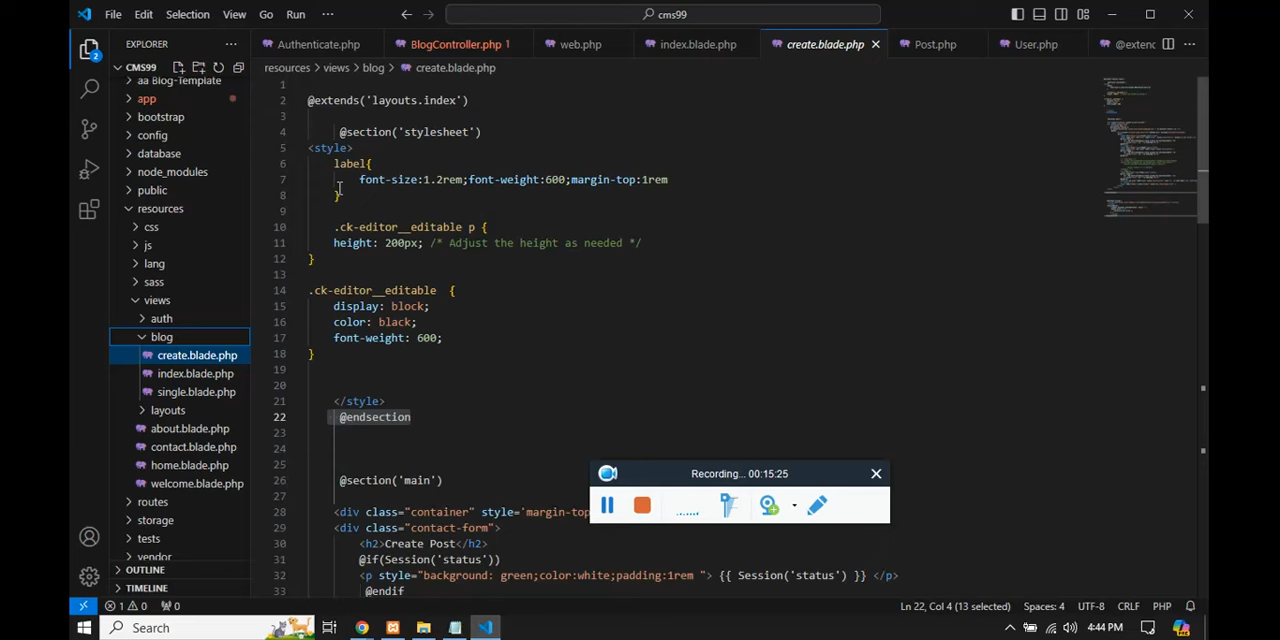 File Edit Selection View Go Run ··· cms99
EXPLORER ··· Authenticate.php BlogController.php 1 web.php index.blade.php create.blade.php Post.php User.php @extenc ···
CMS99
resources > views > blog > create.blade.php
aa Blog-Template
app
bootstrap
config
database
node_modules
public
resources
css
js
lang
sass
views
auth
blog
create.blade.php
index.blade.php
single.blade.php
layouts
about.blade.php
contact.blade.php
home.blade.php
welcome.blade.php
routes
storage
tests
vendor
OUTLINE
TIMELINE
2
1
2 @extends('layouts.index')
3
4 @section('stylesheet')
5 <style>
6 label{
7 font-size:1.2rem;font-weight:600;margin-top:1rem
8 }
9
10 .ck-editor__editable p {
11 height: 200px; /* Adjust the height as needed */
12 }
13
14 .ck-editor__editable {
15 display: block;
16 color: black;
17 font-weight: 600;
18 }
19
20
21 </style>
22 @endsection
23
24
25
26 @section('main')
27
28 <div class="container" style='margin-top
29 <div class="contact-form">
30 <h2>Create Post</h2>
31 @if(Session('status'))
32 <p style="background: green;color:white;padding:1rem "> {{ Session('status') }} </p>
33 @endif
Recording... 00:15:25
1 0 0 Ln 22, Col 4 (13 selected) Spaces: 4 UTF-8 CRLF PHP
Search 4:44 PM